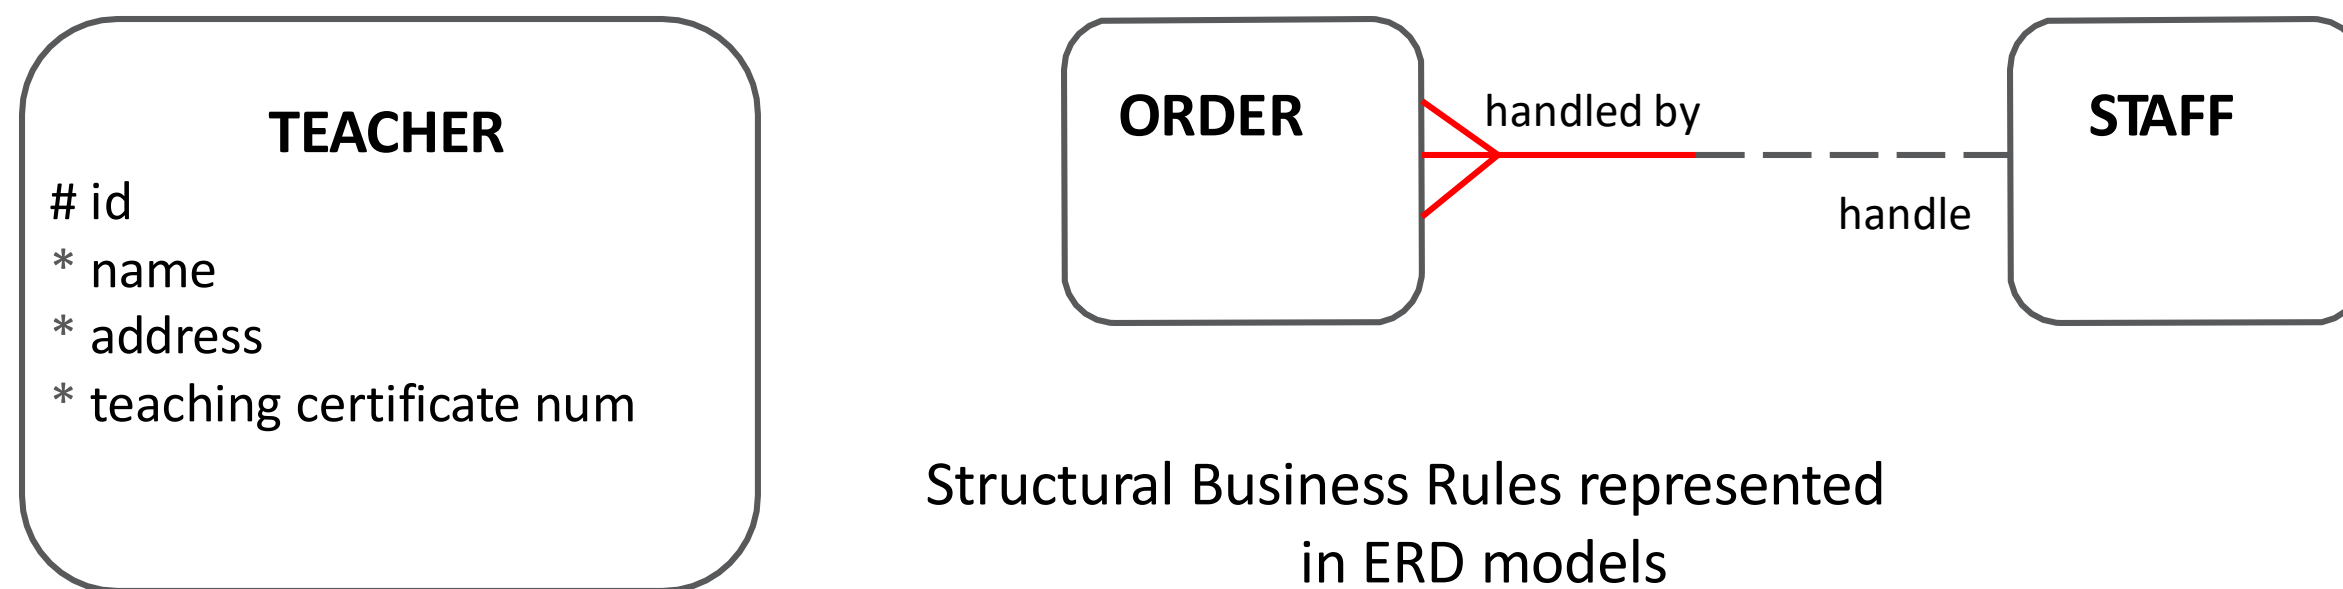 TEACHER
# id
* name
* address
* teaching certificate num
ORDER
handled by
handle
STAFF
Structural Business Rules represented
in ERD models